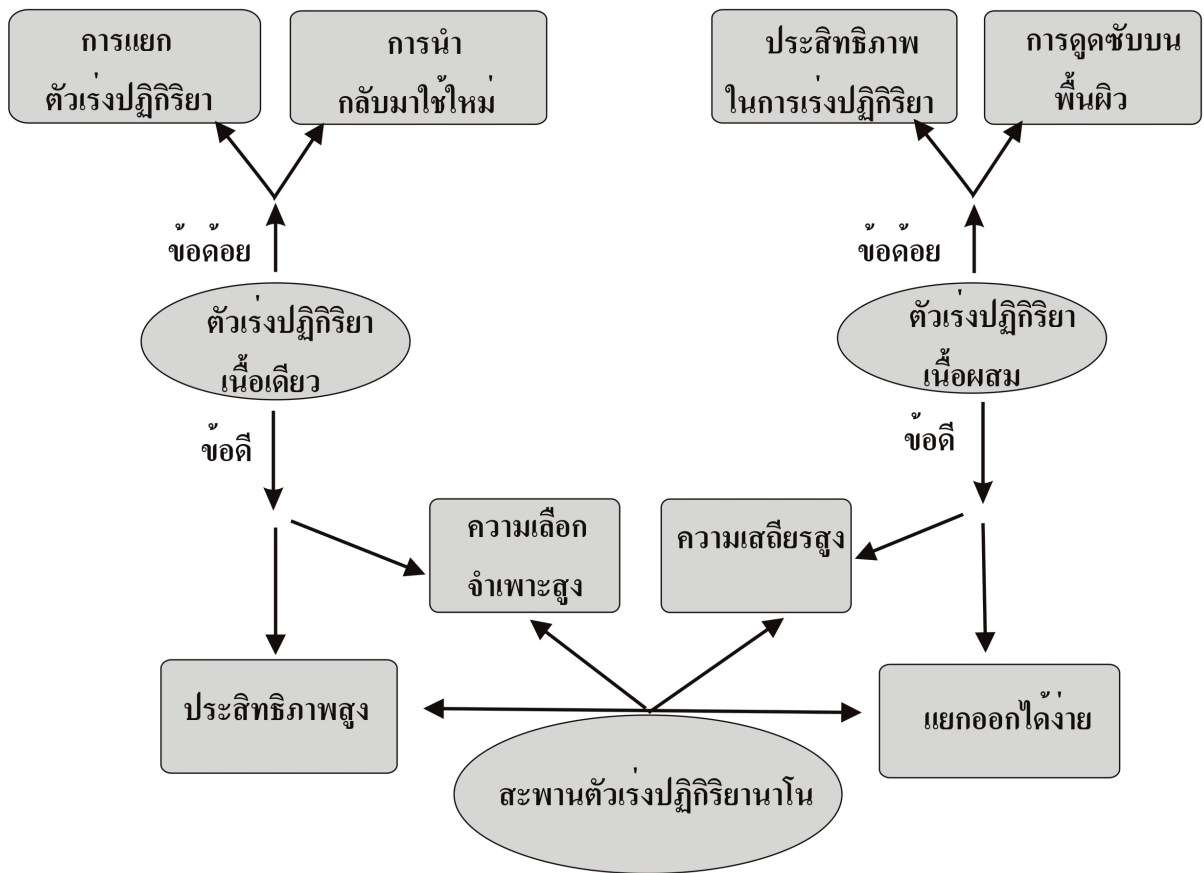 การแยก
ตัวเร่งปฏิกิริยา
การนำ
กลับมาใช้ใหม่
ประสิทธิภาพ
ในการเร่งปฏิกิริยา
การดูดซับบน
พื้นผิว
ข้อด้อย
ข้อด้อย
ตัวเร่งปฏิกิริยา
เนื้อเดียว
ตัวเร่งปฏิกิริยา
เนื้อผสม
ข้อดี
ข้อดี
ความเลือก
จำเพาะสูง
ความเสถียรสูง
ประสิทธิภาพสูง
แยกออกได้ง่าย
สะพานตัวเร่งปฏิกิริยานาโน